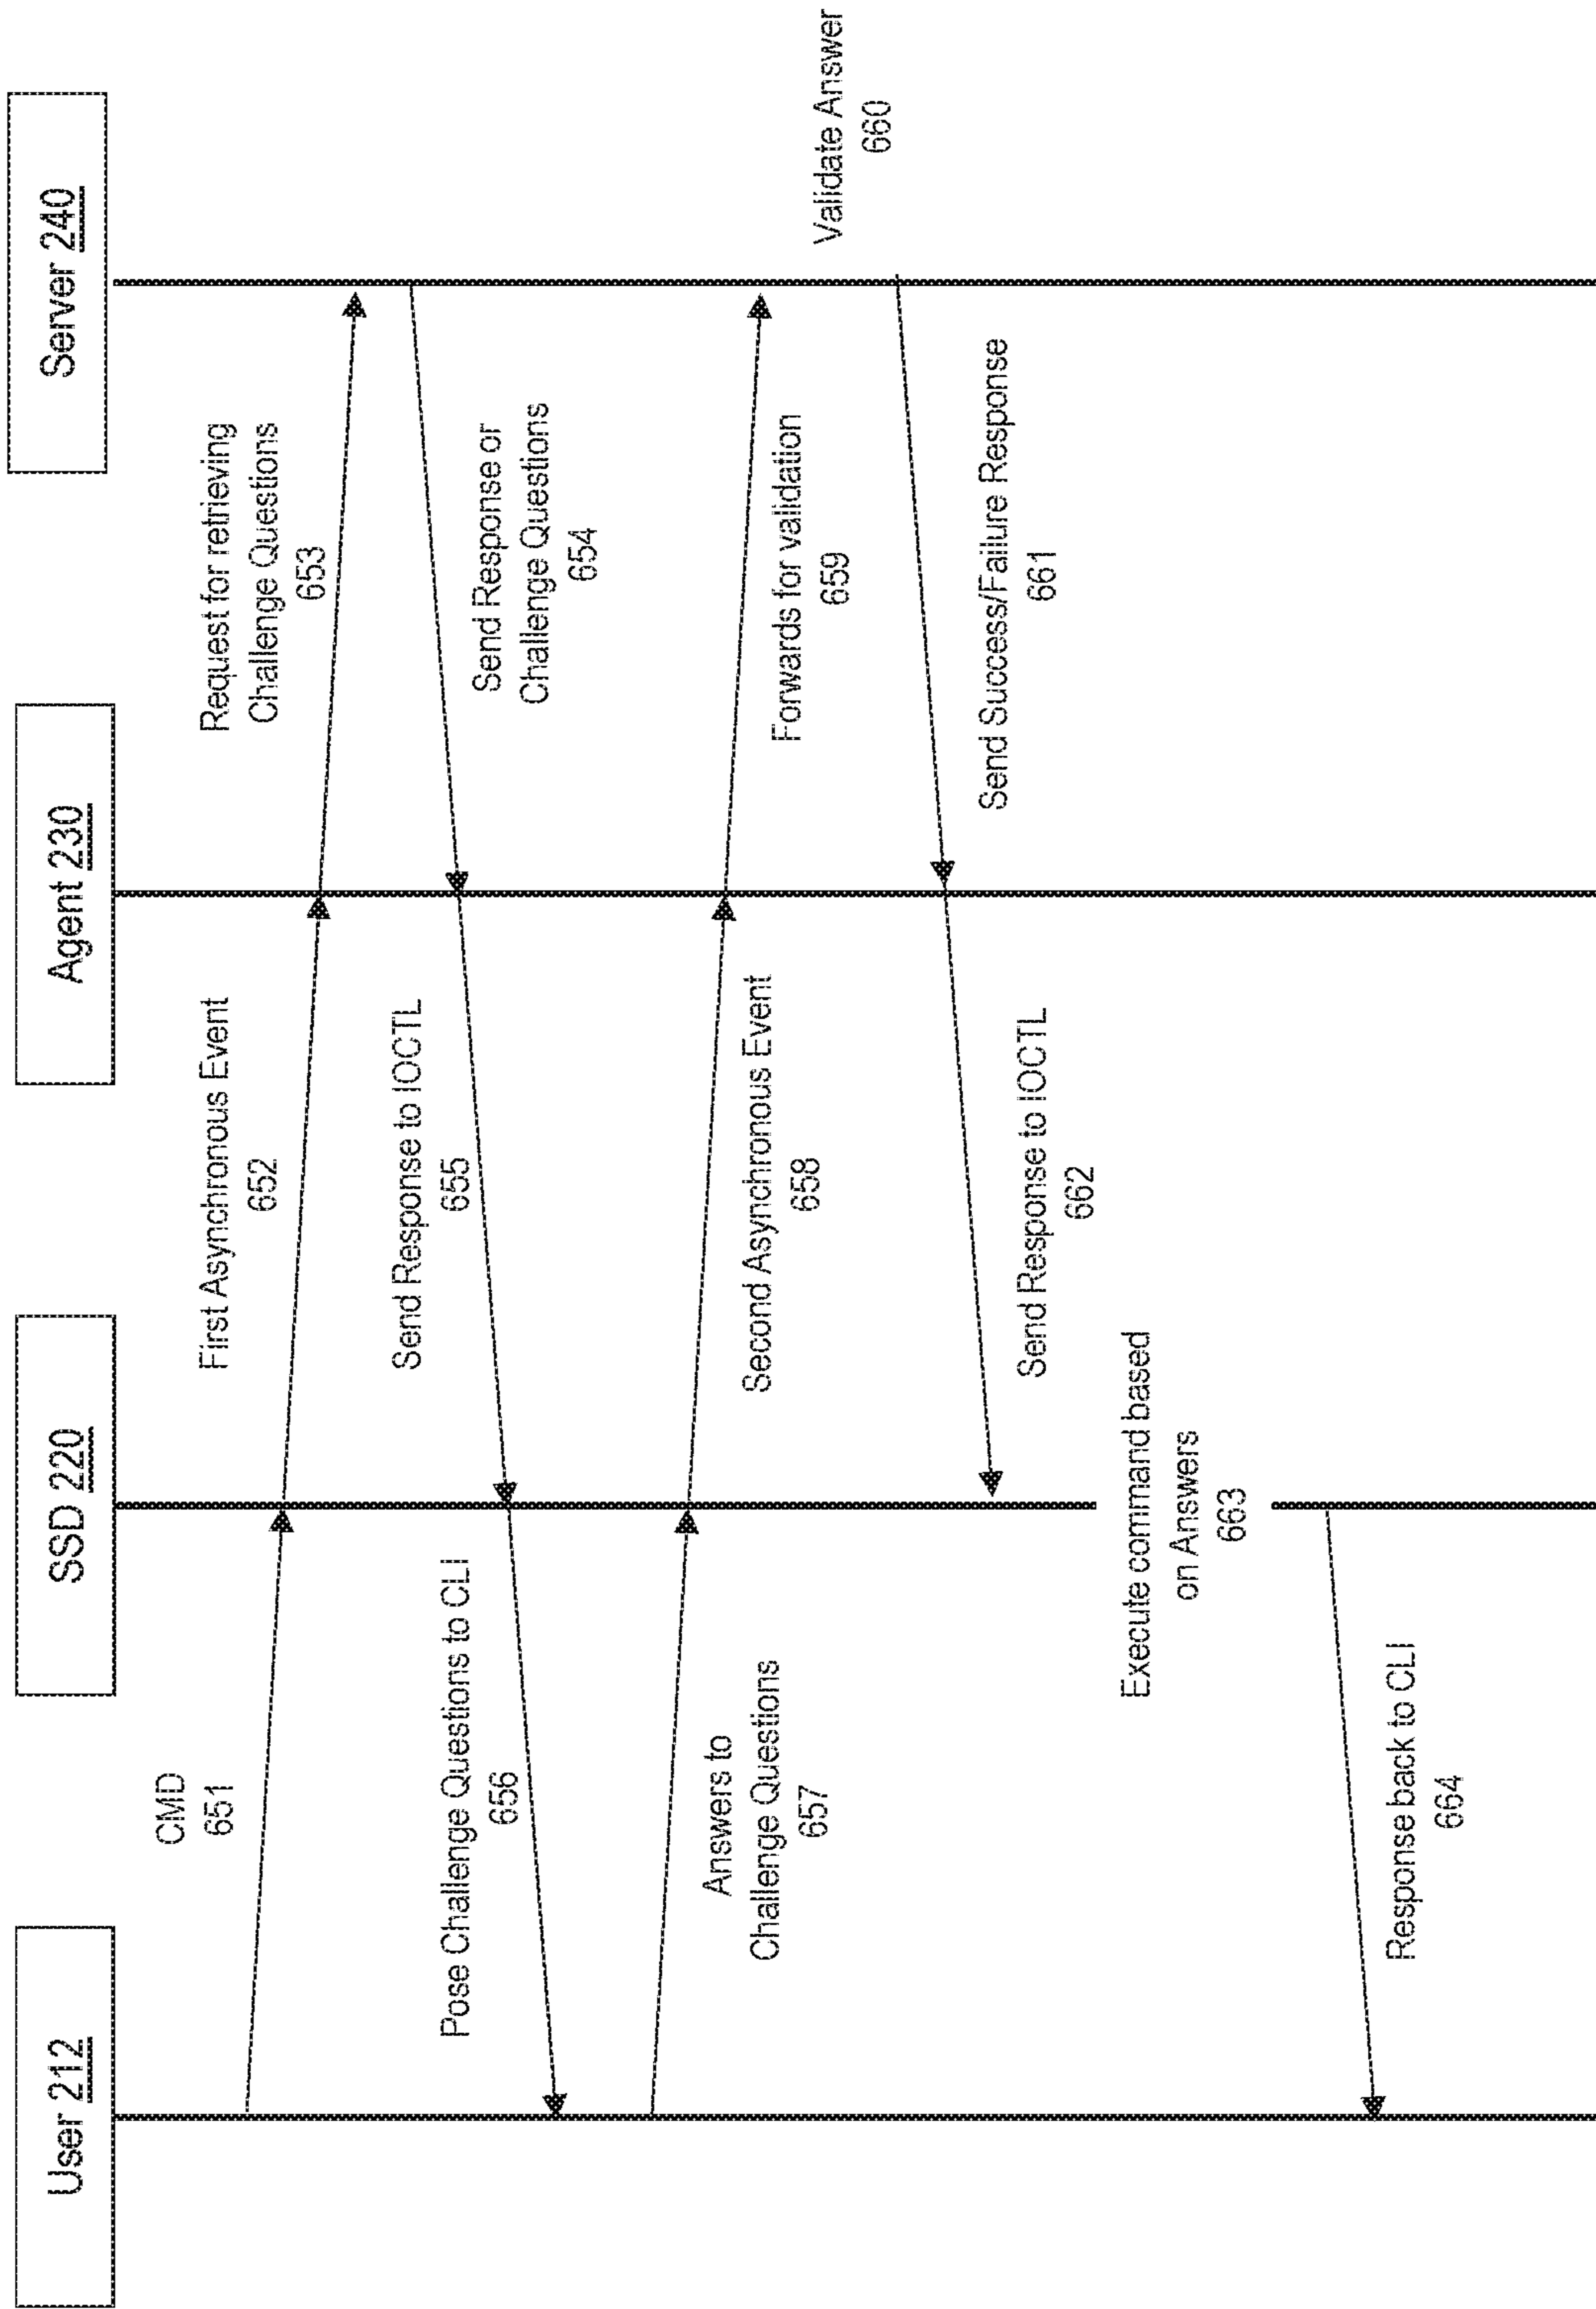 User 212
SSD 220
Agent 230
Server 240
CMD
651
First Asynchronous Event
652
Request for retrieving
Challenge Questions
653
Send Response or
Challenge Questions
654
Send Response to IOCTL
655
Pose Challenge Questions to CLI
656
Answers to
Challenge Questions
657
Second Asynchronous Event
658
Forwards for validation
659
Validate Answer
660
Send Success/Failure Response
661
Send Response to IOCTL
662
Execute command based
on Answers
663
Response back to CLI
664